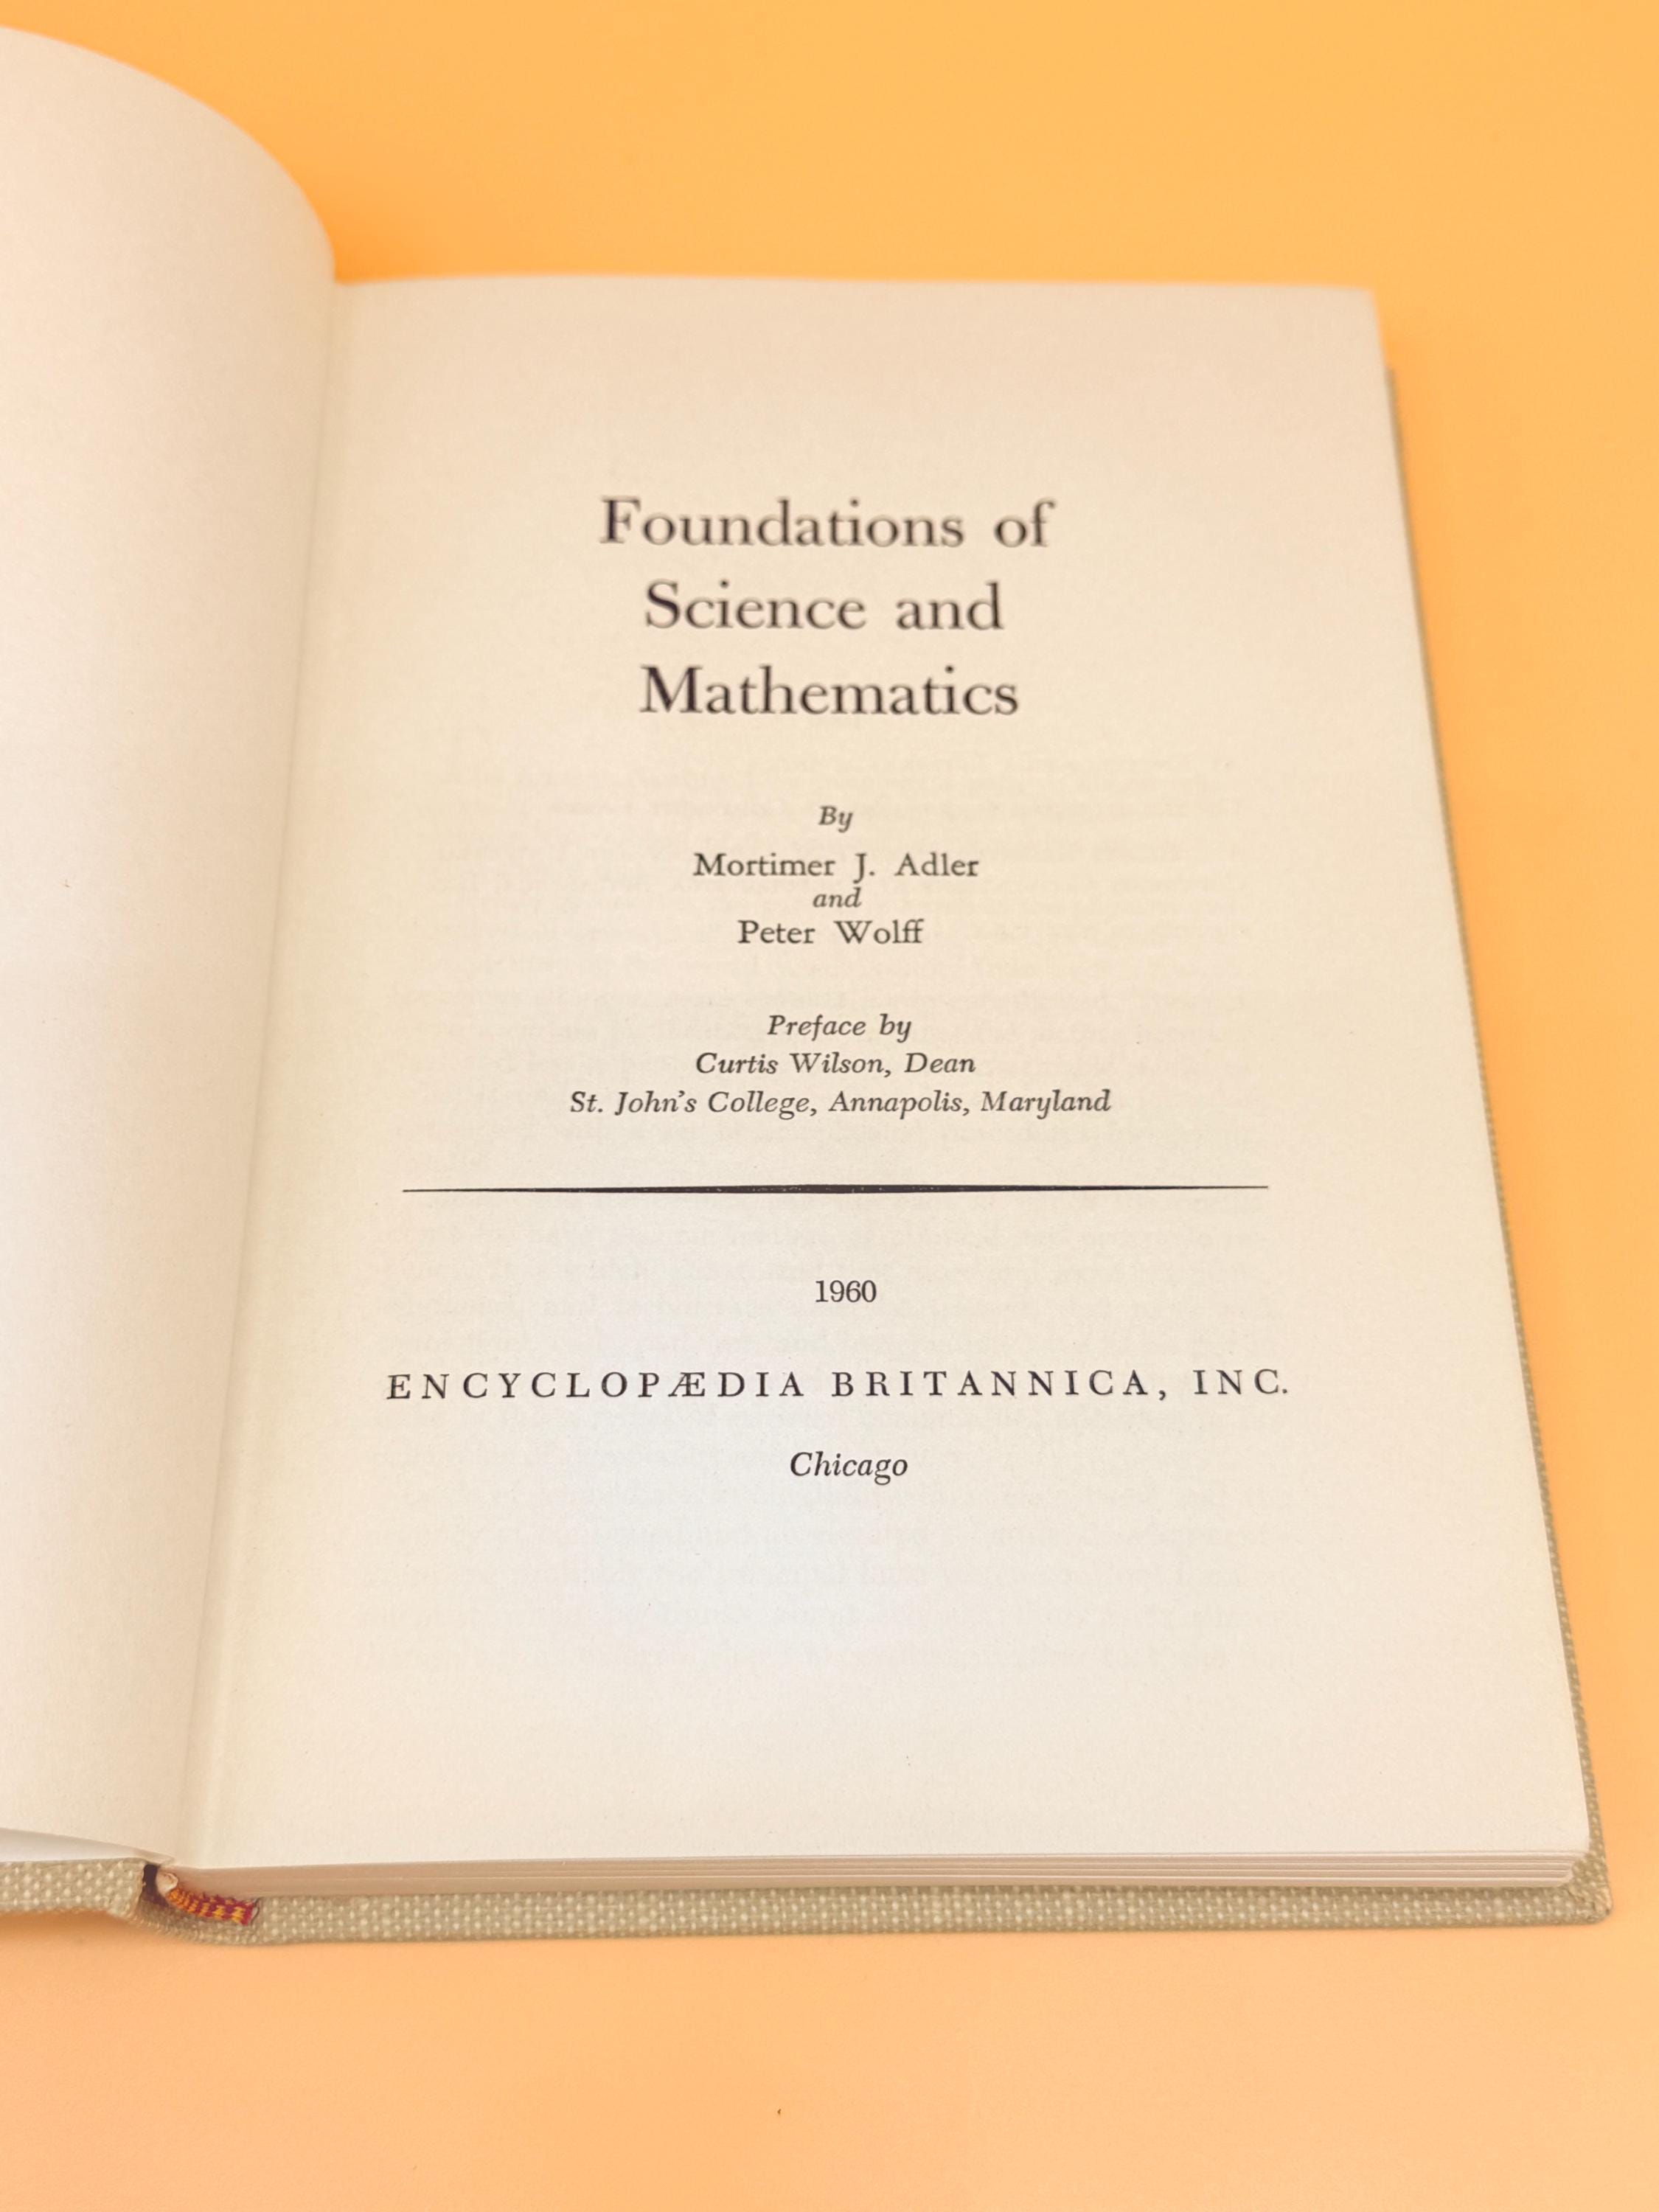 Foundations of
Science and
Mathematics
By
Mortimer J. Adler
and
Peter Wolff
Preface by
Curtis Wilson, Dean
St. John's College, Annapolis, Maryland
1960
ENCYCLOPÆDIA BRITANNICA, INC.
Chicago